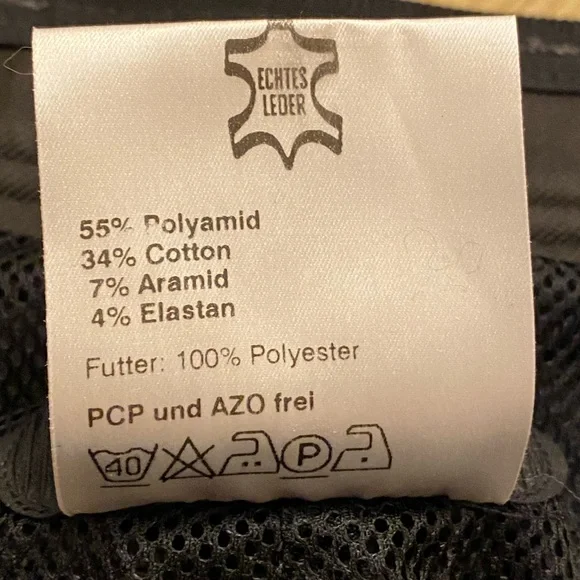 ECHTES
LEDER
55% Polyamid
34% Cotton
7% Aramid
4% Elastan
Futter: 100% Polyester
PCP und AZO frei
40 P